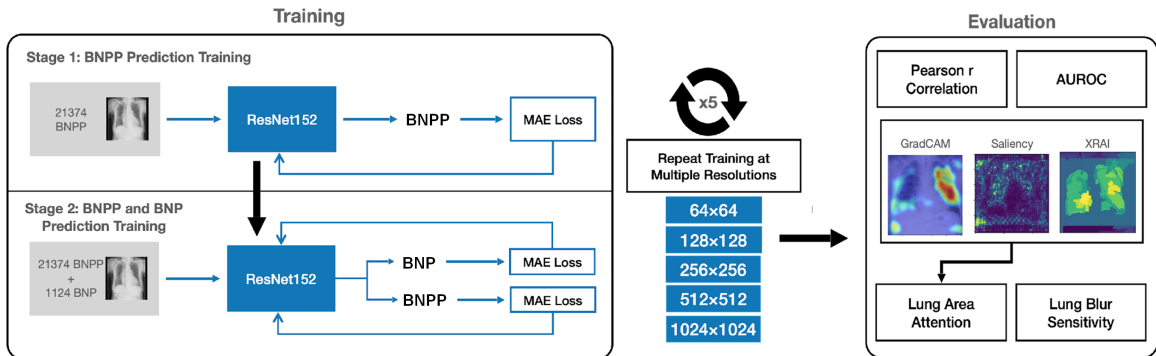 Training
Stage 1: BNPP Prediction Training
21374
BNPP
ResNet152
BNPP
MAE Loss
Stage 2: BNPP and BNP
Prediction Training
21374 BNPP
+
1124 BNP
ResNet152
BNP
MAE Loss
BNPP
MAE Loss
x5
Repeat Training at
Multiple Resolutions
64×64
128×128
256×256
512×512
1024×1024
Evaluation
Pearson r
Correlation
AUROC
GradCAM
Saliency
XRAI
Lung Area
Attention
Lung Blur
Sensitivity